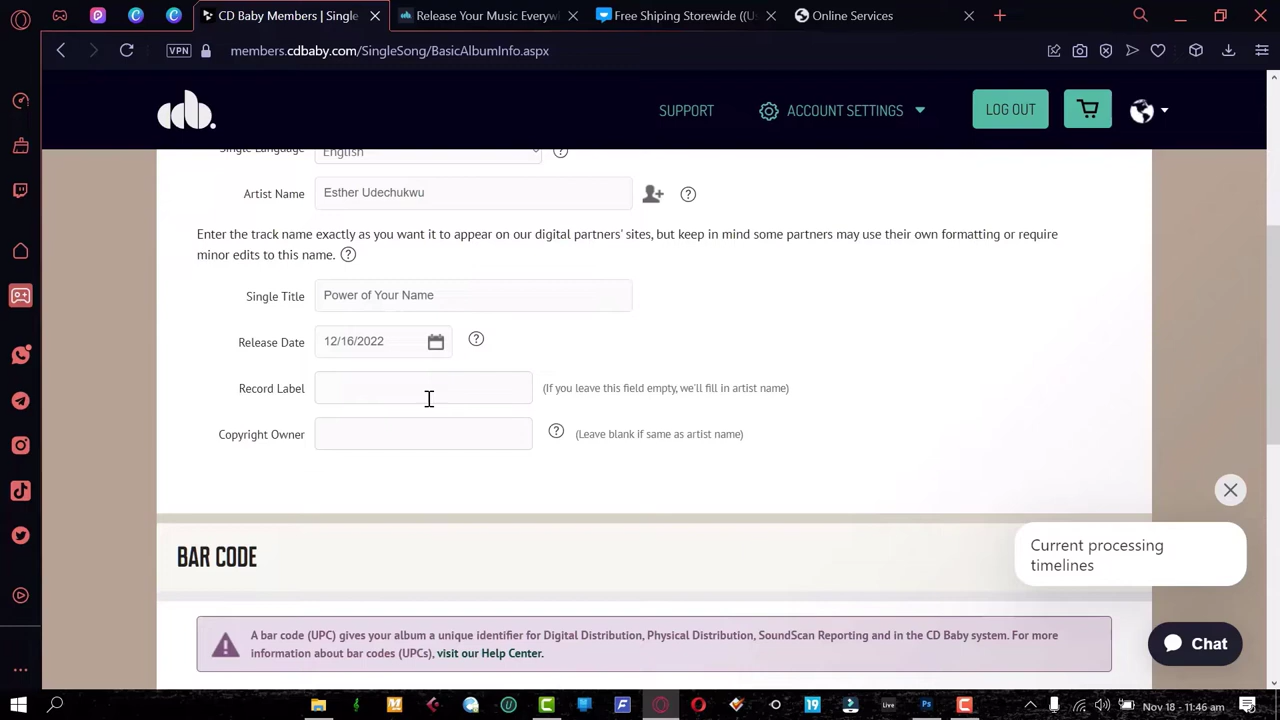 CD Baby Members | Single
Release Your Music Everyw
Free Shiping Storewide ((Us
Online Services
VPN
members.cdbaby.com/SingleSong/BasicAlbumInfo.aspx
cdb.
SUPPORT
ACCOUNT SETTINGS
LOG OUT
Single Language
English
Artist Name
Esther Udechukwu
Enter the track name exactly as you want it to appear on our digital partners' sites, but keep in mind some partners may use their own formatting or require
minor edits to this name.
Single Title
Power of Your Name
Release Date
12/16/2022
Record Label
(If you leave this field empty, we'll fill in artist name)
Copyright Owner
(Leave blank if same as artist name)
BAR CODE
Current processing
timelines
A bar code (UPC) gives your album a unique identifier for Digital Distribution, Physical Distribution, SoundScan Reporting and in the CD Baby system. For more
information about bar codes (UPCs), visit our Help Center.
Chat
Live
Nov 18 - 11:46 am